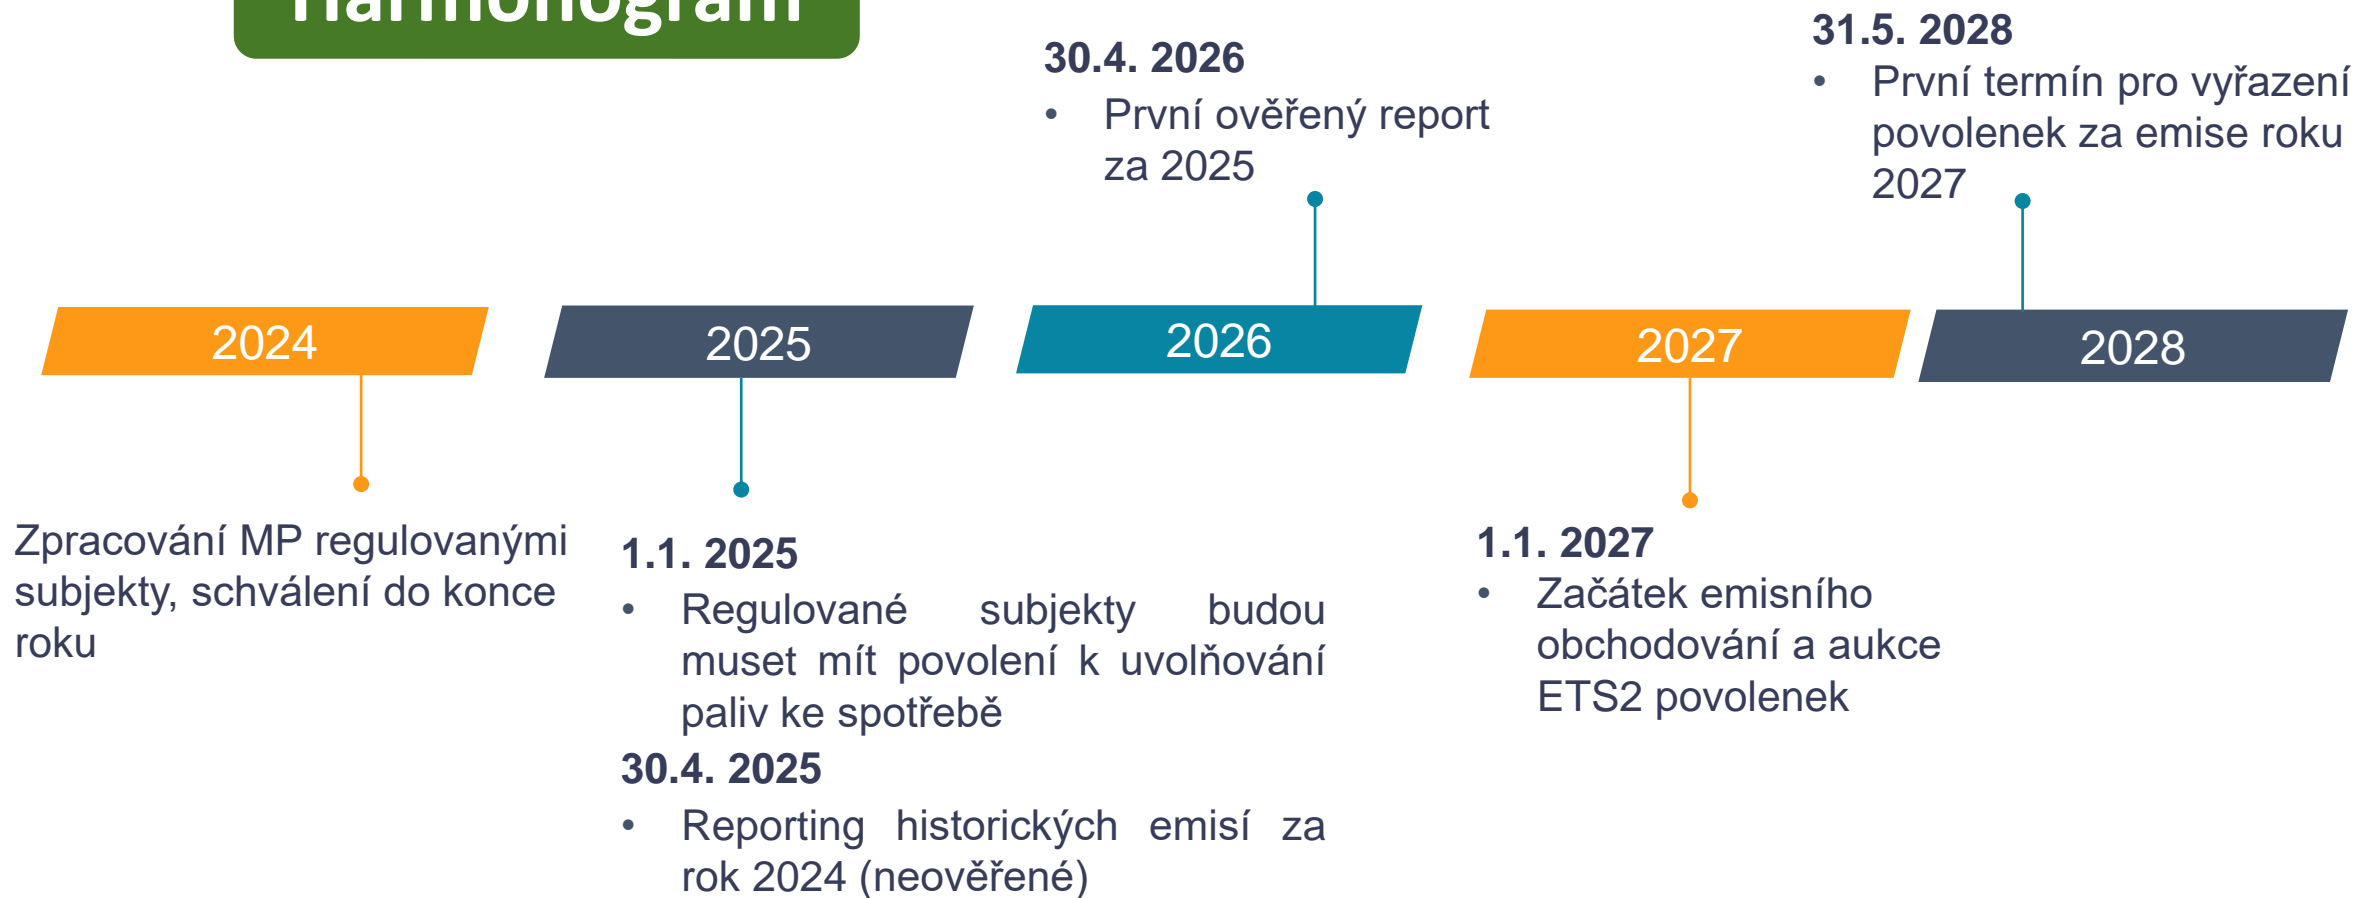 Harmonogram
30.4. 2026
• První ověřený report
za 2025
31.5. 2028
• První termín pro vyřazení
povolenek za emise roku
2027
2024
2025
2026
2027
2028
Zpracování MP regulovanými
subjekty, schválení do konce
roku
1.1. 2025
• Regulované subjekty budou
muset mít povolení k uvolňování
paliv ke spotřebě
30.4. 2025
• Reporting historických emisí za
rok 2024 (neověřené)
1.1. 2027
• Začátek emisního
obchodování a aukce
ETS2 povolenek